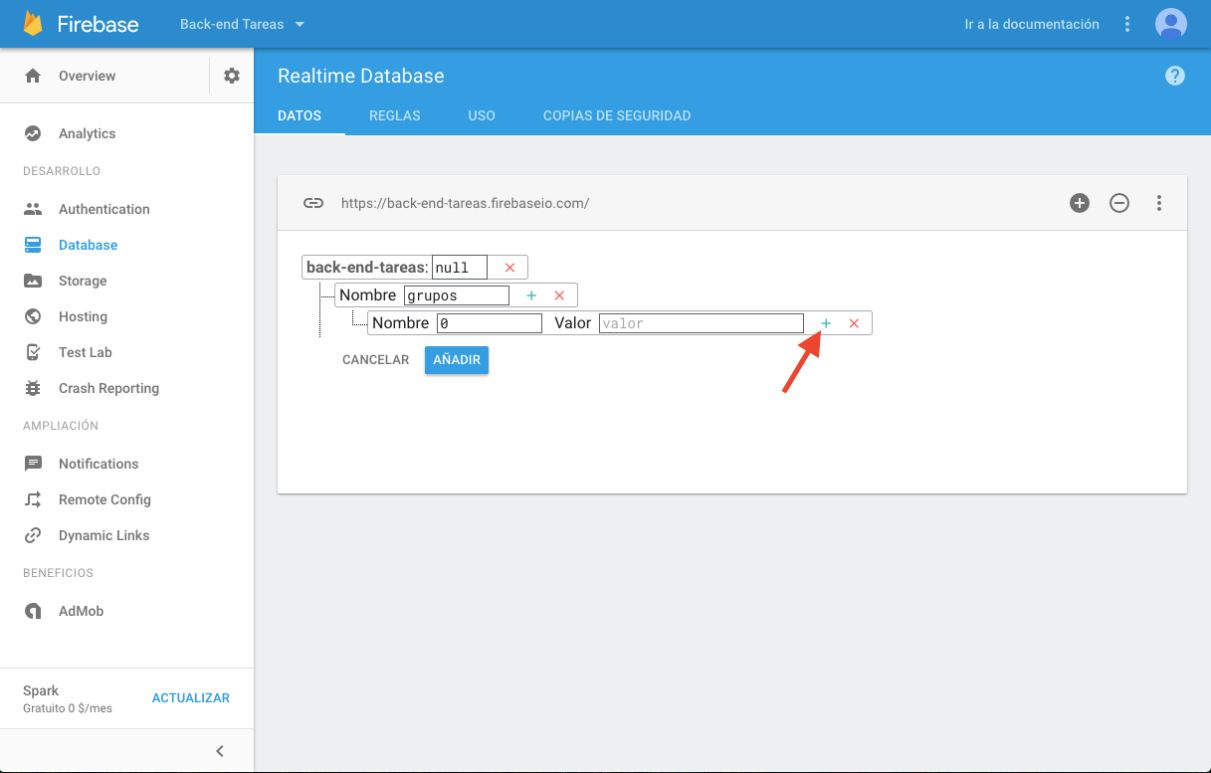 Firebase
Back-end Tareas
Ir a la documentación
Overview
Realtime Database
DATOS REGLAS USO COPIAS DE SEGURIDAD
Analytics
DESARROLLO
Authentication
Database
Storage
Hosting
Test Lab
Crash Reporting
AMPLIACIÓN
Notifications
Remote Config
Dynamic Links
BENEFICIOS
AdMob
Spark
Gratuito 0 $/mes
ACTUALIZAR
https://back-end-tareas.firebaseio.com/
back-end-tareas: null
Nombre grupos
Nombre 0 Valor valor
CANCELAR AÑADIR